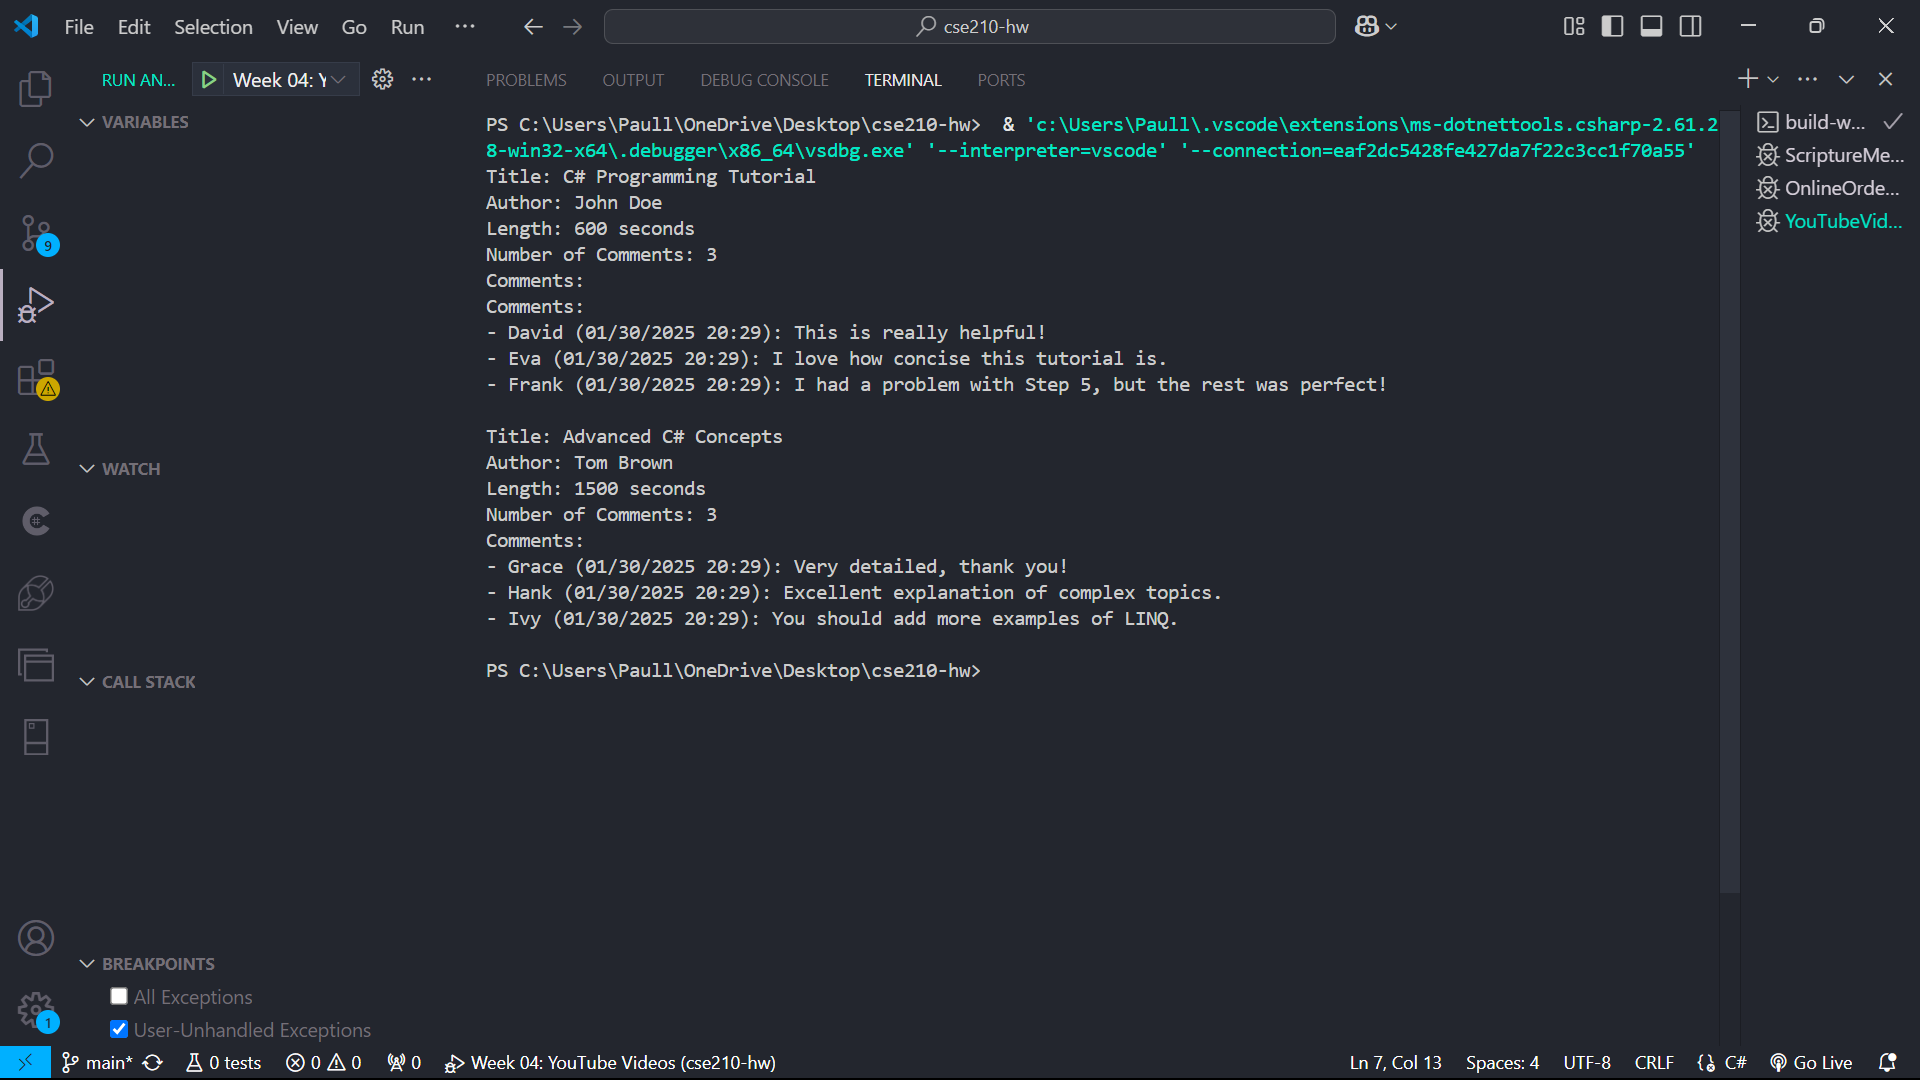 File Edit Selection View Go Run ···
cse210-hw
RUN AN... Week 04: Y
PROBLEMS OUTPUT DEBUG CONSOLE TERMINAL PORTS
VARIABLES
WATCH
CALL STACK
BREAKPOINTS
All Exceptions
User-Unhandled Exceptions
9
1
PS C:\Users\Paull\OneDrive\Desktop\cse210-hw>  & 'c:\Users\Paull\.vscode\extensions\ms-dotnettools.csharp-2.61.2
8-win32-x64\.debugger\x86_64\vsdbg.exe' '--interpreter=vscode' '--connection=eaf2dc5428fe427da7f22c3cc1f70a55'
Title: C# Programming Tutorial
Author: John Doe
Length: 600 seconds
Number of Comments: 3
Comments:
Comments:
- David (01/30/2025 20:29): This is really helpful!
- Eva (01/30/2025 20:29): I love how concise this tutorial is.
- Frank (01/30/2025 20:29): I had a problem with Step 5, but the rest was perfect!
Title: Advanced C# Concepts
Author: Tom Brown
Length: 1500 seconds
Number of Comments: 3
Comments:
- Grace (01/30/2025 20:29): Very detailed, thank you!
- Hank (01/30/2025 20:29): Excellent explanation of complex topics.
- Ivy (01/30/2025 20:29): You should add more examples of LINQ.
PS C:\Users\Paull\OneDrive\Desktop\cse210-hw>
build-w...
ScriptureMe...
OnlineOrde...
YouTubeVid...
main* 0 tests 0 0 0 Week 04: YouTube Videos (cse210-hw) Ln 7, Col 13 Spaces: 4 UTF-8 CRLF C# Go Live